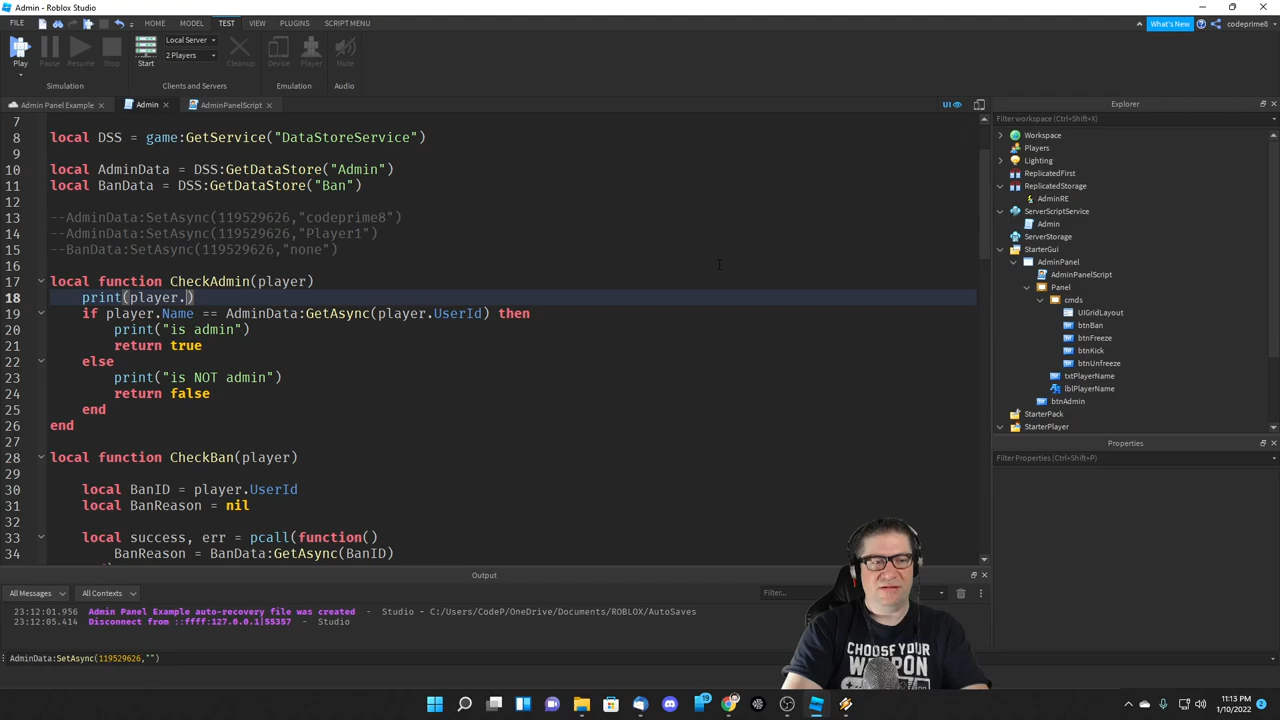 Admin - Roblox Studio
FILE HOME MODEL TEST VIEW PLUGINS SCRIPT MENU What's New codeprime8
Play Pause Resume Stop Start Local Server 2 Players Cleanup Device Player Mute
Simulation Clients and Servers Emulation Audio
Admin Panel Example Admin AdminPanelScript UI
7
8 local DSS = game:GetService("DataStoreService")
9
10 local AdminData = DSS:GetDataStore("Admin")
11 local BanData = DSS:GetDataStore("Ban")
12
13 --AdminData:SetAsync(119529626,"codeprime8")
14 --AdminData:SetAsync(119529626,"Player1")
15 --BanData:SetAsync(119529626,"none")
16
17 local function CheckAdmin(player)
18 print(player.)
19 if player.Name == AdminData:GetAsync(player.UserId) then
20 print("is admin")
21 return true
22 else
23 print("is NOT admin")
24 return false
25 end
26 end
27
28 local function CheckBan(player)
29
30 local BanID = player.UserId
31 local BanReason = nil
32
33 local success, err = pcall(function()
34 BanReason = BanData:GetAsync(BanID)
Explorer
Filter workspace (Ctrl+Shift+X)
Workspace
Players
Lighting
ReplicatedFirst
ReplicatedStorage
AdminRE
ServerScriptService
Admin
ServerStorage
StarterGui
AdminPanel
AdminPanelScript
Panel
cmds
UIGridLayout
btnBan
btnFreeze
btnKick
btnUnfreeze
txtPlayerName
lblPlayerName
btnAdmin
StarterPack
StarterPlayer
Properties
Filter Properties (Ctrl+Shift+P)
Output
All Messages All Contexts Filter...
23:12:01.956 Admin Panel Example auto-recovery file was created - Studio - C:/Users/CodeP/OneDrive/Documents/ROBLOX/AutoSaves
23:12:05.414 Disconnect from ::ffff:127.0.0.1|55357 - Studio
AdminData:SetAsync(119529626,"")
CHOOSE YOUR
WEAPON
19
11:13 PM
1/10/2022
2